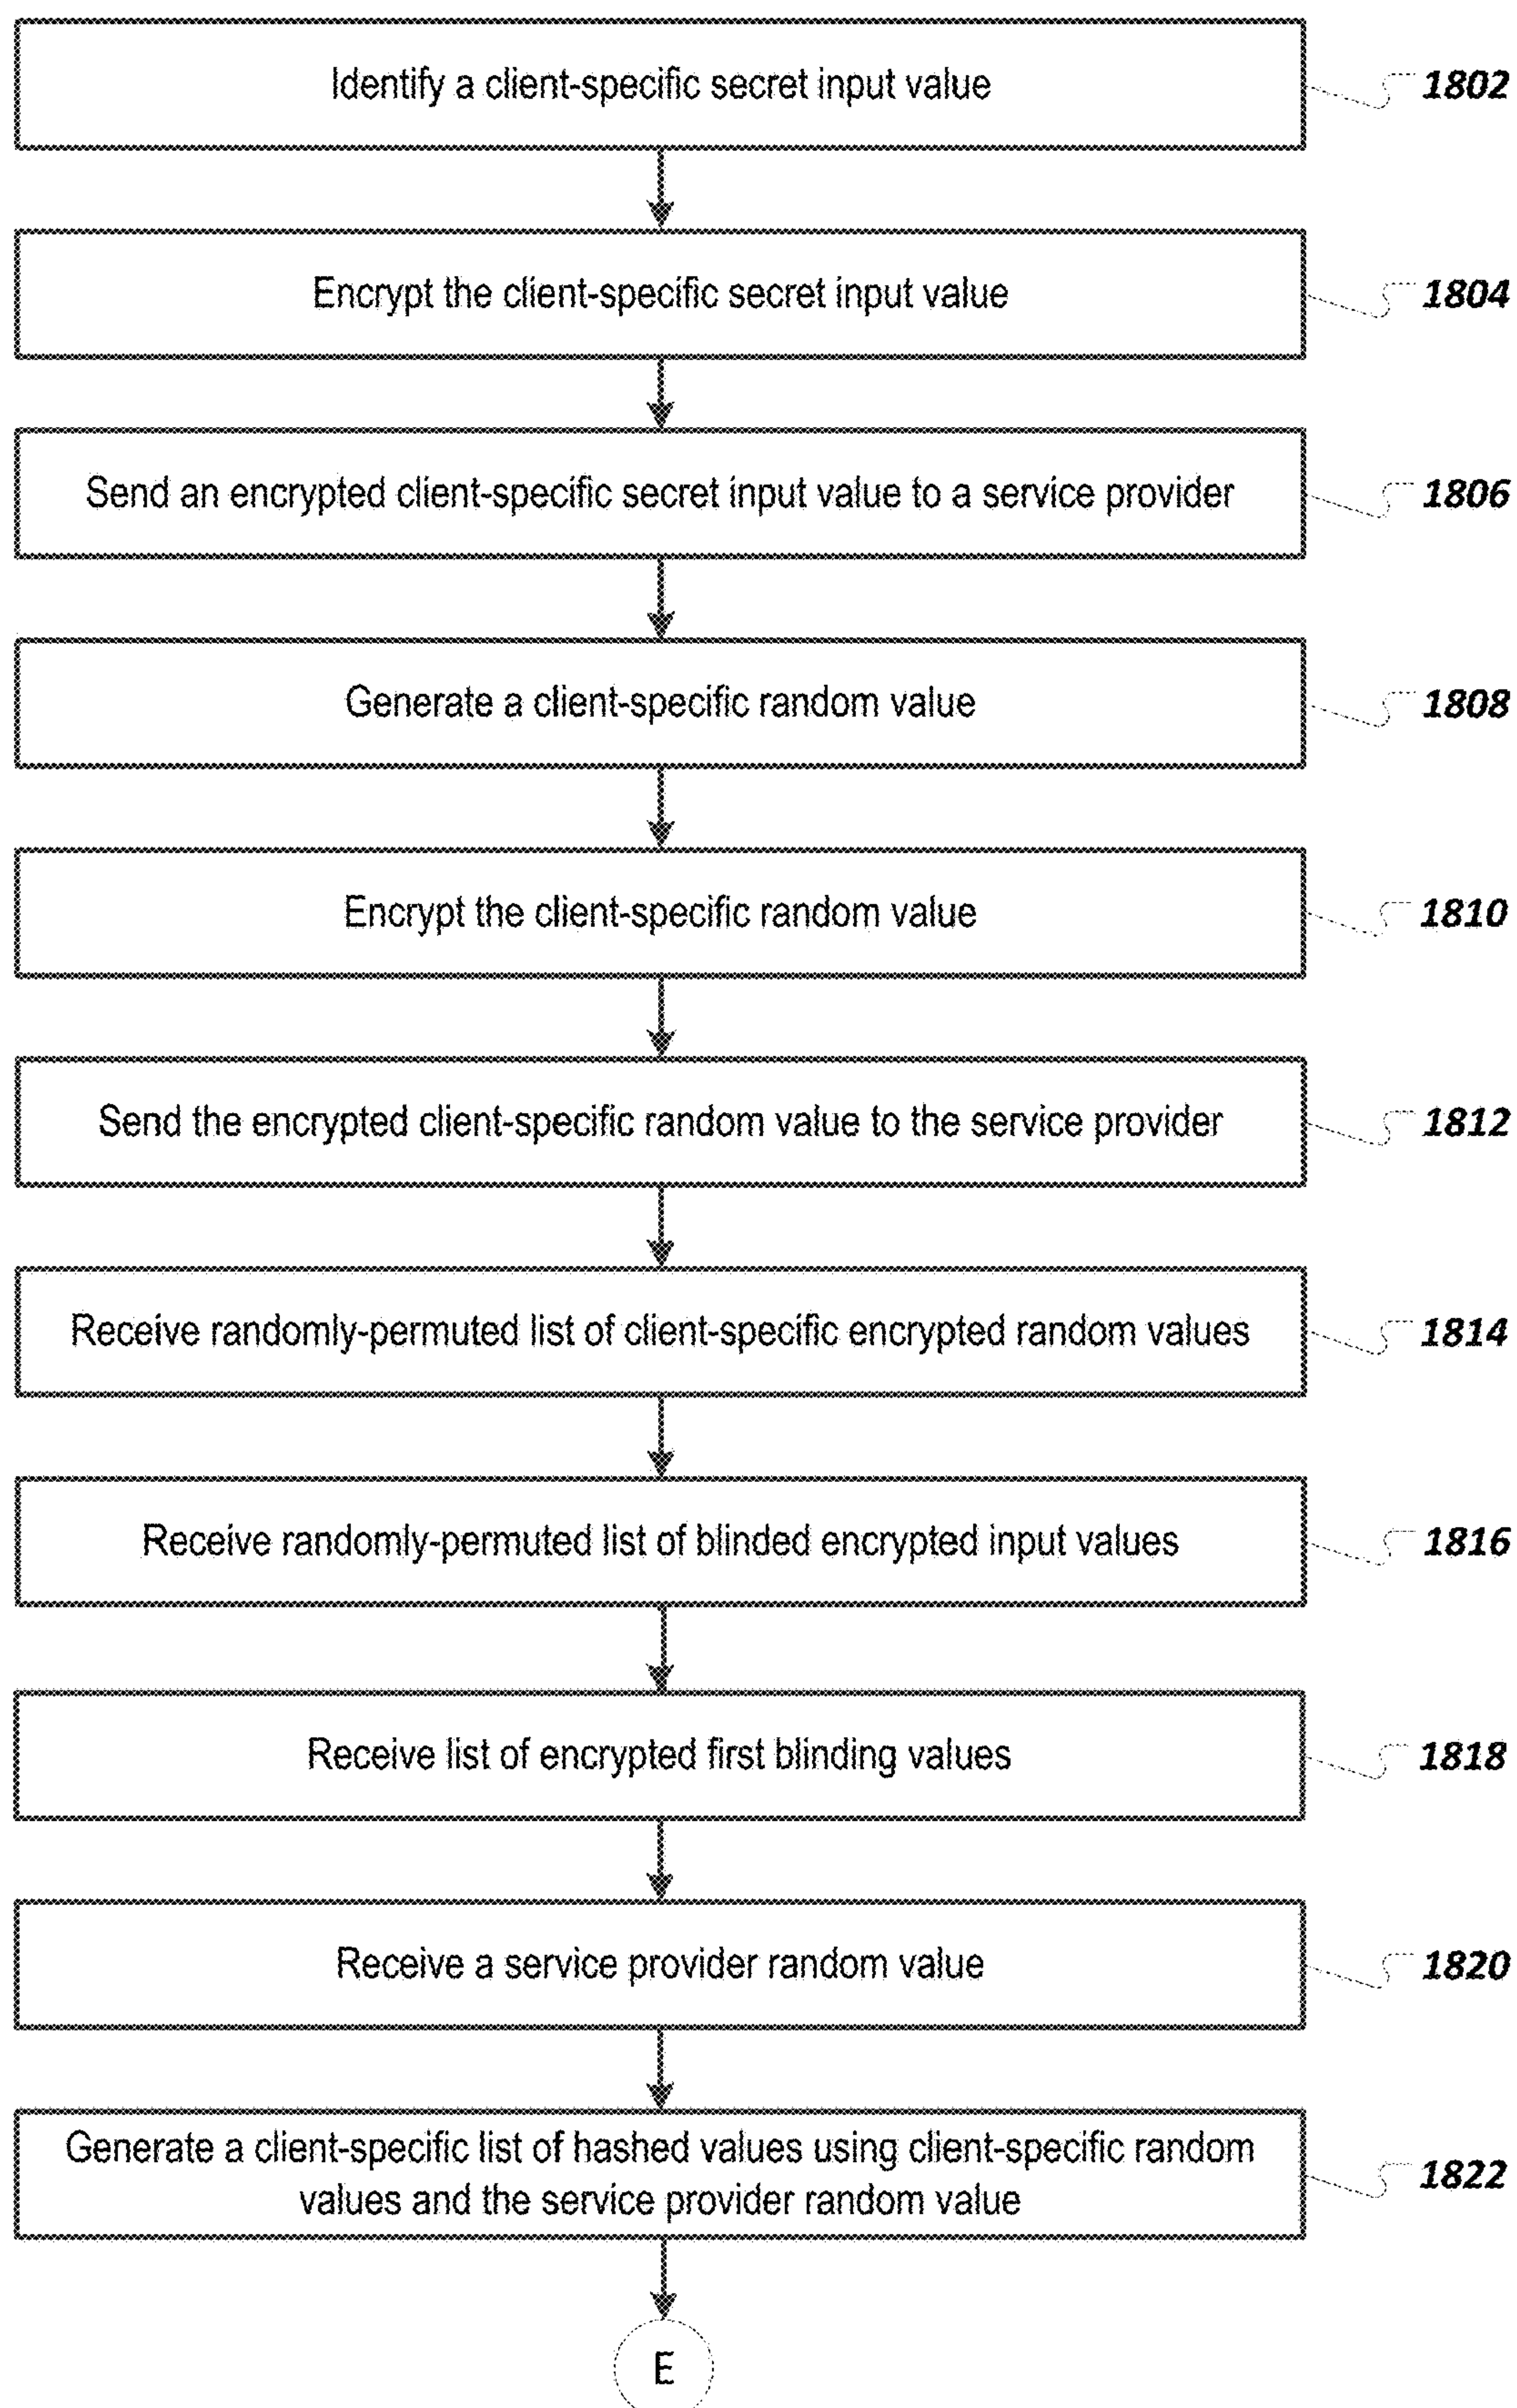 Identify a client-specific secret input value
1802
Encrypt the client-specific secret input value
1804
Send an encrypted client-specific secret input value to a service provider
1806
Generate a client-specific random value
1808
Encrypt the client-specific random value
1810
Send the encrypted client-specific random value to the service provider
1812
Receive randomly-permuted list of client-specific encrypted random values
1814
Receive randomly-permuted list of blinded encrypted input values
1816
Receive list of encrypted first blinding values
1818
Receive a service provider random value
1820
Generate a client-specific list of hashed values using client-specific random
values and the service provider random value
1822
E